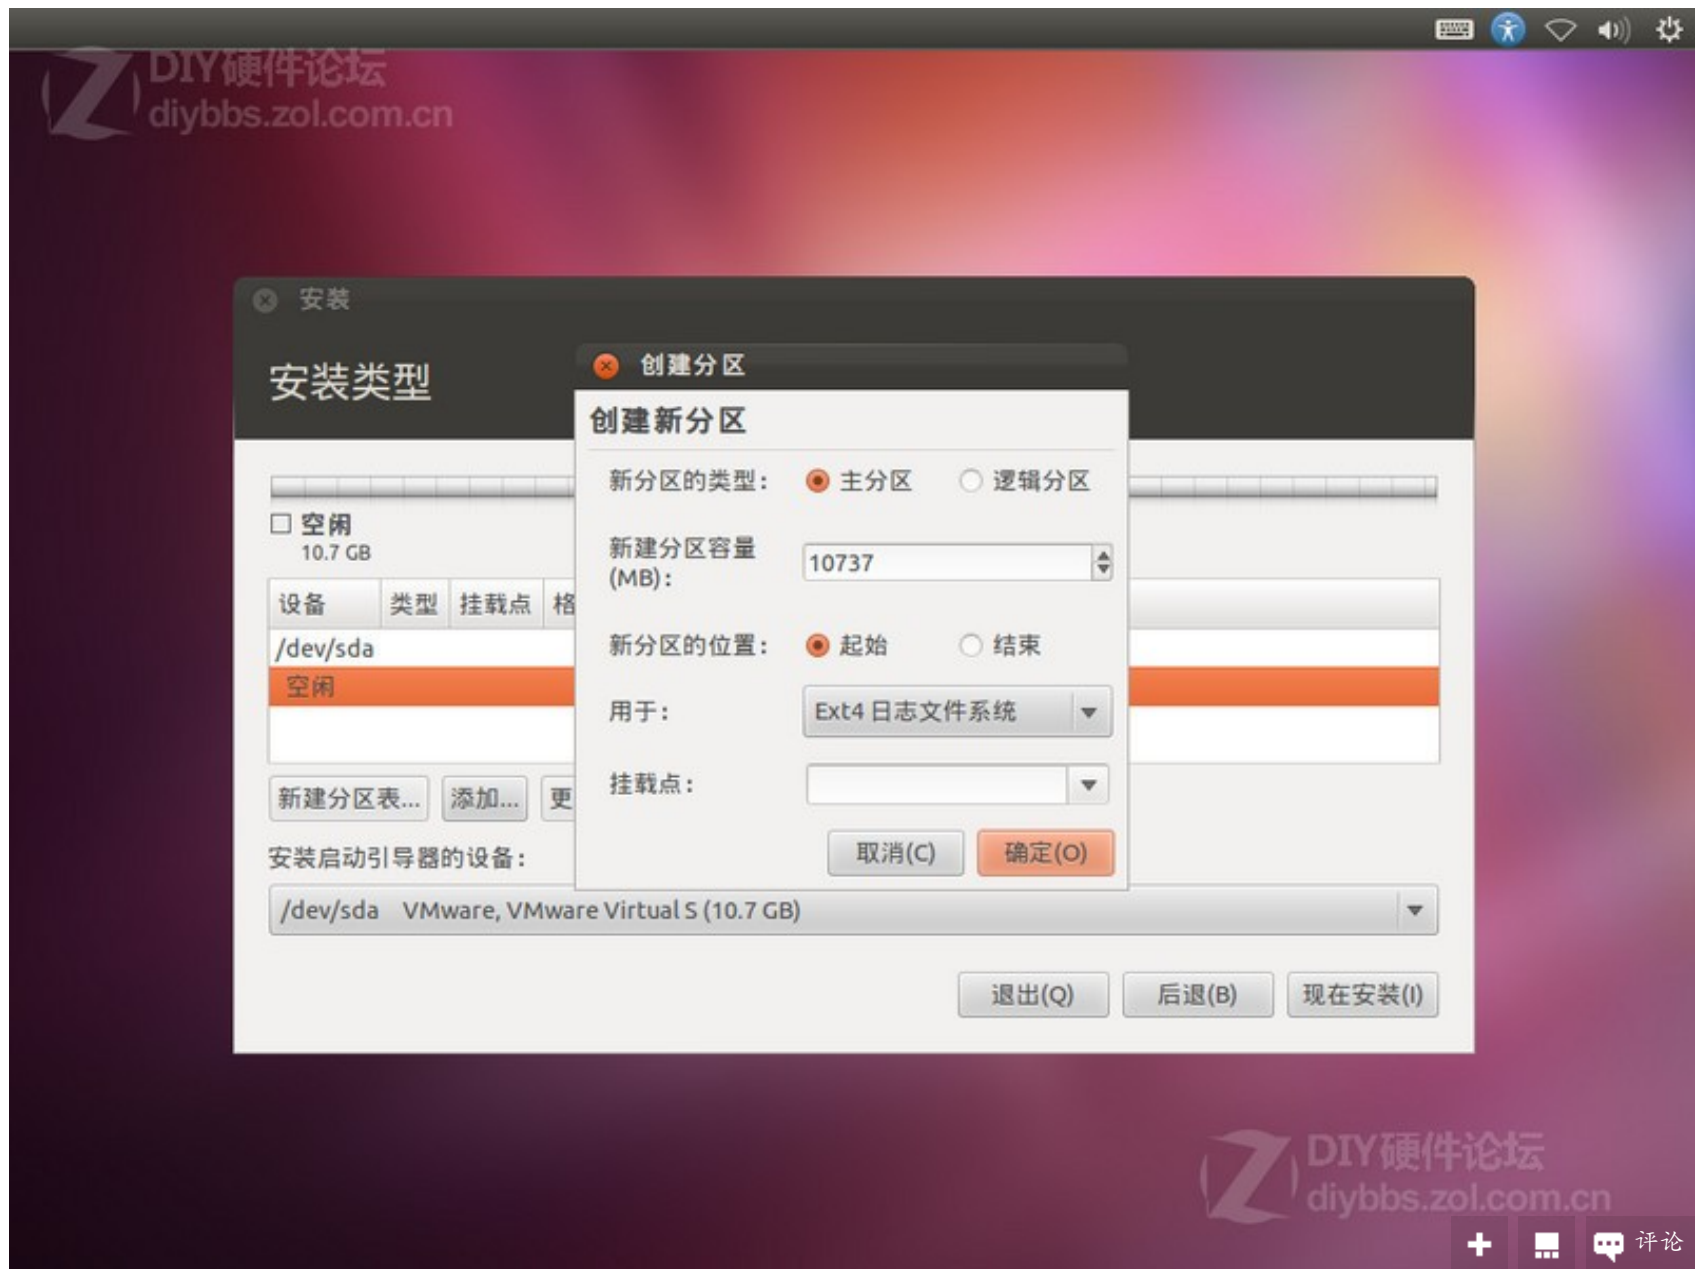 DIY硬件论坛
diybbs.zol.com.cn
安装
安装类型
创建分区
创建新分区
新分区的类型: 主分区 逻辑分区
新建分区容量
(MB): 10737
新分区的位置: 起始 结束
用于: Ext4 日志文件系统
挂载点:
取消(C) 确定(O)
空闲
10.7 GB
设备 类型 挂载点 格
/dev/sda
空闲
新建分区表... 添加... 更
安装启动引导器的设备:
/dev/sda VMware, VMware Virtual S (10.7 GB)
退出(Q) 后退(B) 现在安装(I)
DIY硬件论坛
diybbs.zol.com.cn
评论